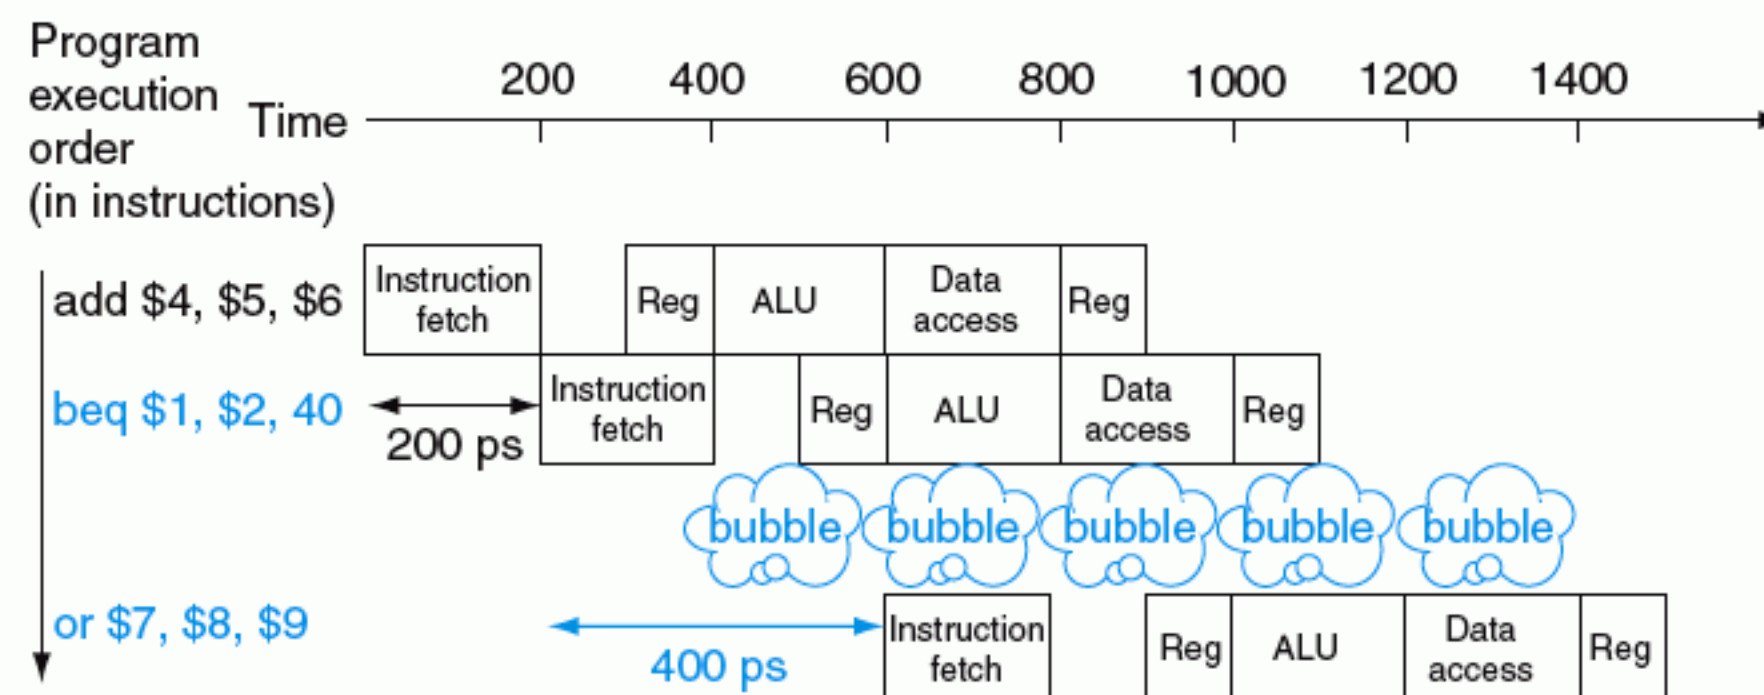 Program
execution
order
(in instructions)
Time
200 400 600 800 1000 1200 1400
add $4, $5, $6
Instruction
fetch
Reg
ALU
Data
access
Reg
beq $1, $2, 40
200 ps
Instruction
fetch
Reg
ALU
Data
access
Reg
bubble bubble bubble bubble bubble
or $7, $8, $9
400 ps
Instruction
fetch
Reg
ALU
Data
access
Reg